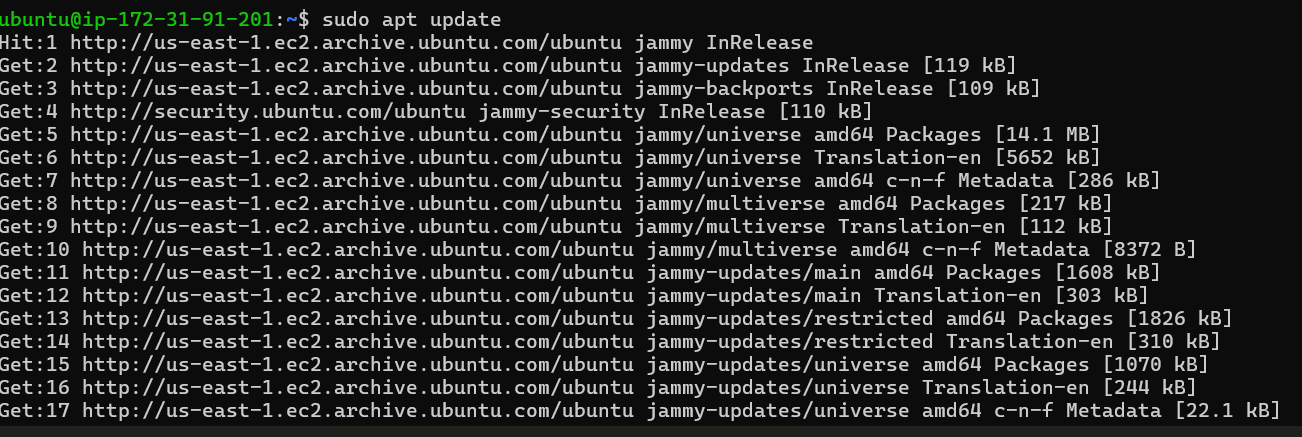 ubuntu@ip-172-31-91-201:~$ sudo apt update
Hit:1 http://us-east-1.ec2.archive.ubuntu.com/ubuntu jammy InRelease
Get:2 http://us-east-1.ec2.archive.ubuntu.com/ubuntu jammy-updates InRelease [119 kB]
Get:3 http://us-east-1.ec2.archive.ubuntu.com/ubuntu jammy-backports InRelease [109 kB]
Get:4 http://security.ubuntu.com/ubuntu jammy-security InRelease [110 kB]
Get:5 http://us-east-1.ec2.archive.ubuntu.com/ubuntu jammy/universe amd64 Packages [14.1 MB]
Get:6 http://us-east-1.ec2.archive.ubuntu.com/ubuntu jammy/universe Translation-en [5652 kB]
Get:7 http://us-east-1.ec2.archive.ubuntu.com/ubuntu jammy/universe amd64 c-n-f Metadata [286 kB]
Get:8 http://us-east-1.ec2.archive.ubuntu.com/ubuntu jammy/multiverse amd64 Packages [217 kB]
Get:9 http://us-east-1.ec2.archive.ubuntu.com/ubuntu jammy/multiverse Translation-en [112 kB]
Get:10 http://us-east-1.ec2.archive.ubuntu.com/ubuntu jammy/multiverse amd64 c-n-f Metadata [8372 B]
Get:11 http://us-east-1.ec2.archive.ubuntu.com/ubuntu jammy-updates/main amd64 Packages [1608 kB]
Get:12 http://us-east-1.ec2.archive.ubuntu.com/ubuntu jammy-updates/main Translation-en [303 kB]
Get:13 http://us-east-1.ec2.archive.ubuntu.com/ubuntu jammy-updates/restricted amd64 Packages [1826 kB]
Get:14 http://us-east-1.ec2.archive.ubuntu.com/ubuntu jammy-updates/restricted Translation-en [310 kB]
Get:15 http://us-east-1.ec2.archive.ubuntu.com/ubuntu jammy-updates/universe amd64 Packages [1070 kB]
Get:16 http://us-east-1.ec2.archive.ubuntu.com/ubuntu jammy-updates/universe Translation-en [244 kB]
Get:17 http://us-east-1.ec2.archive.ubuntu.com/ubuntu jammy-updates/universe amd64 c-n-f Metadata [22.1 kB]